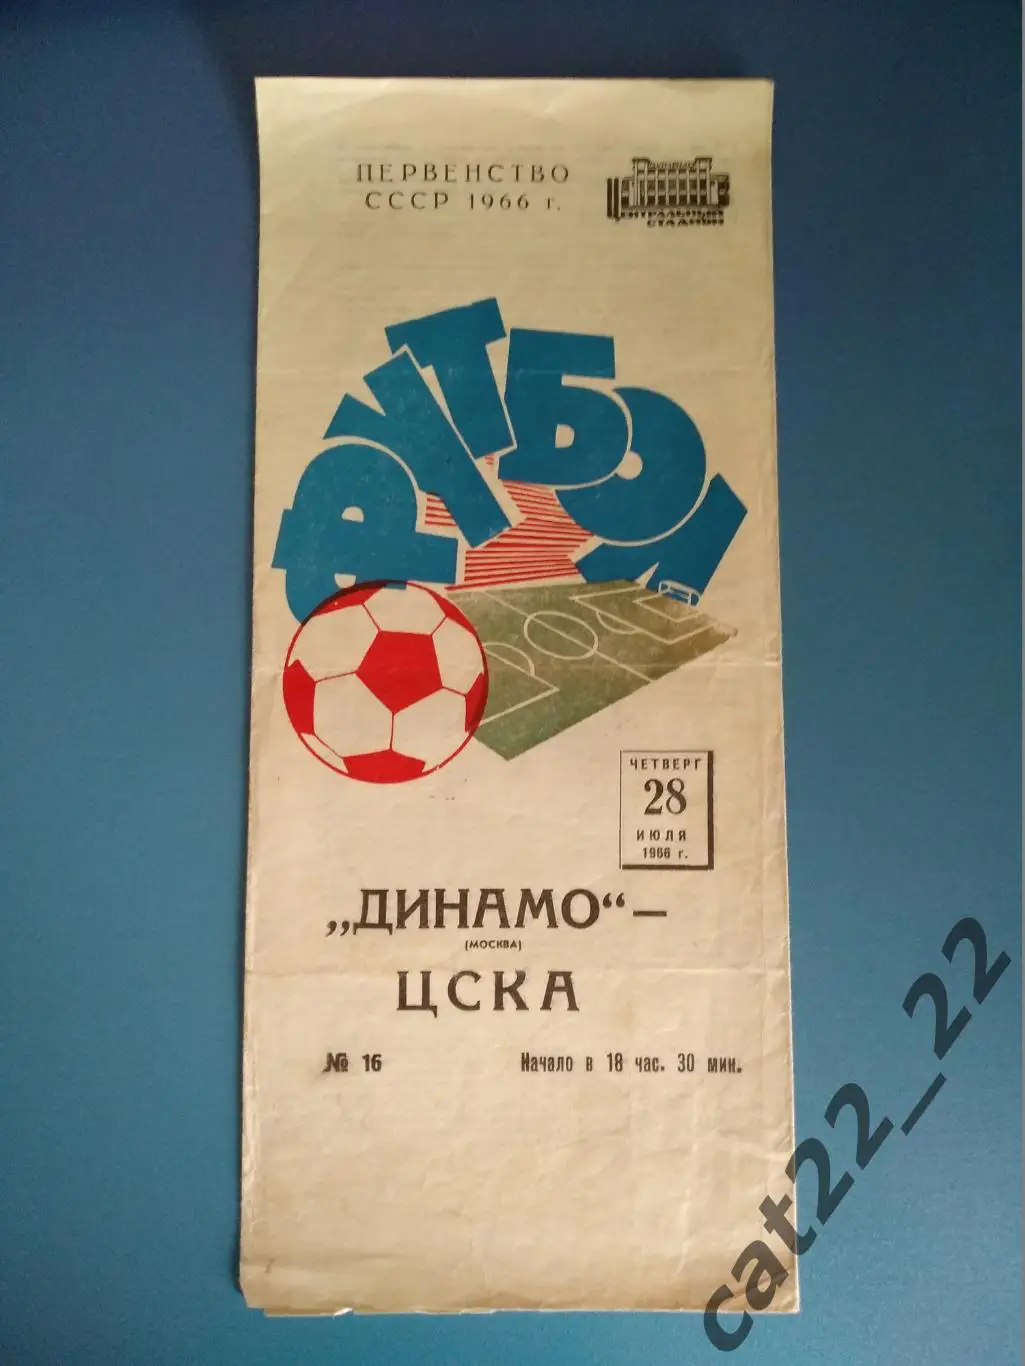 ПЕРВЕНСТВО
СССР 1966 г.
ДИНАМО
ЦЕНТРАЛЬНЫЙ
СТАДИОН
ФУТБОЛ
ЧЕТВЕРГ
28
ИЮЛЯ
1966 г.
„ДИНАМО“ –
(МОСКВА)
ЦСКА
№ 16 Начало в 18 час. 30 мин.
cat22_22